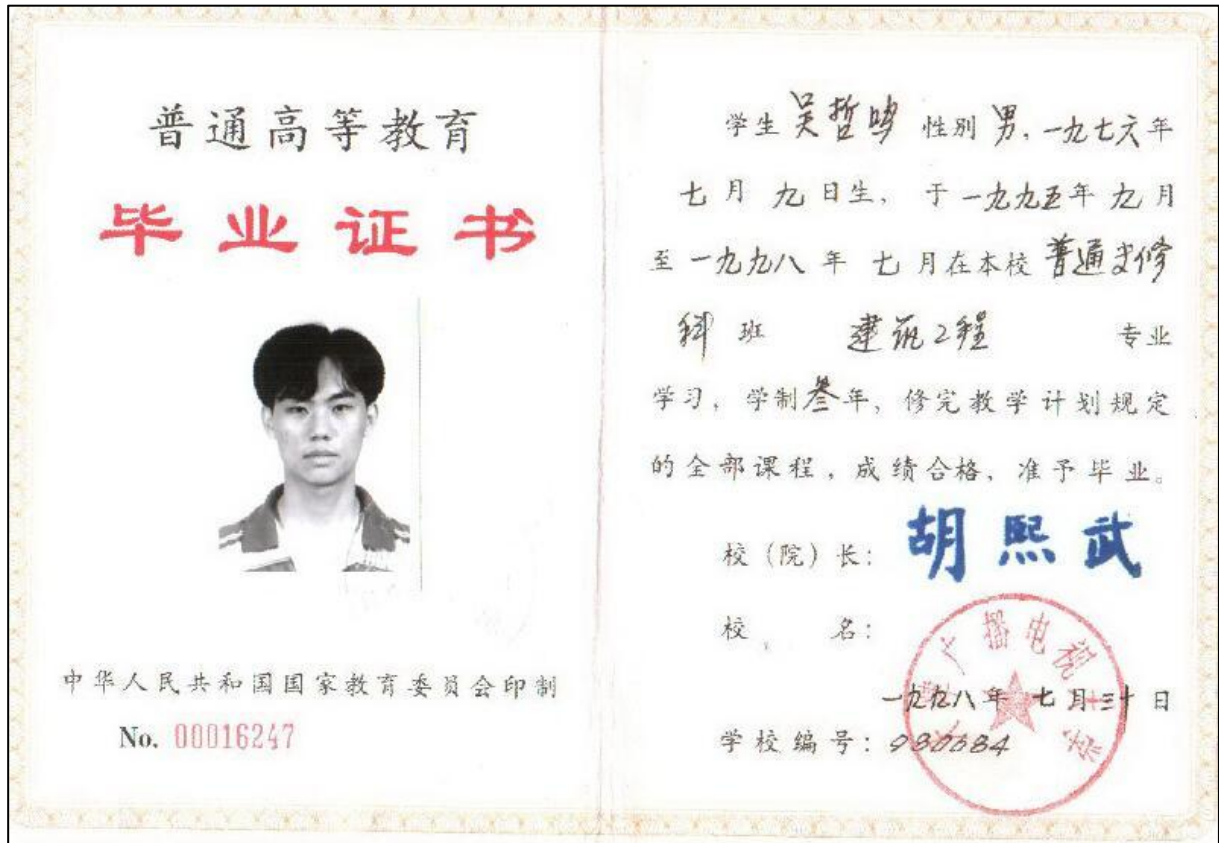 普通高等教育
毕业证书
中华人民共和国国家教育委员会印制
No. 00016247
学生 吴哲 性别 男, 一九七六年
七月九日生, 于一九九五年九月
至一九九八年七月在本校 普通专修
科班 建筑工程 专业
学习, 学制叁年, 修完教学计划规定
的全部课程, 成绩合格, 准予毕业。
校(院)长: 胡熙武
校 名:
广播电视大学
一九九八年七月三十日
学校编号: